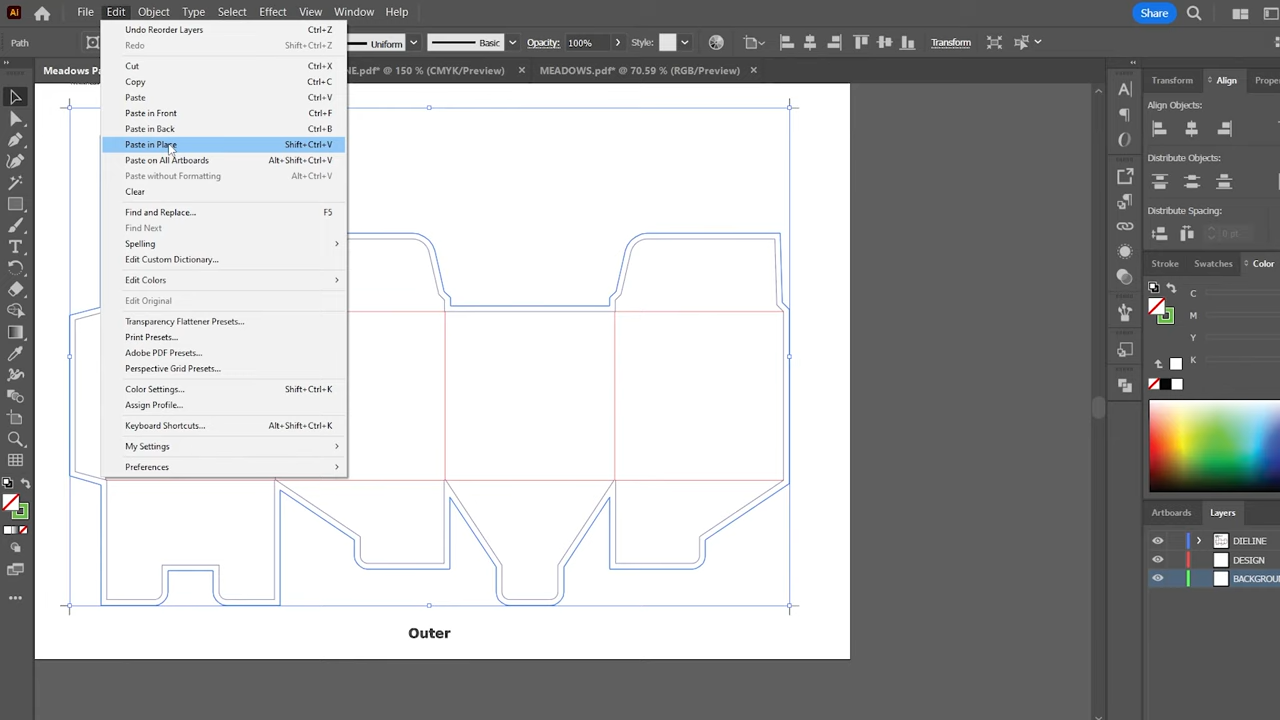 Ai File Edit Object Type Select Effect View Window Help Share
Path Uniform Basic Opacity: 100% Style: Transform
Meadows Pa NE.pdf* @ 150 % (CMYK/Preview) × MEADOWS.pdf* @ 70.59 % (RGB/Preview) ×
Undo Reorder Layers Ctrl+Z
Redo Shift+Ctrl+Z
Cut Ctrl+X
Copy Ctrl+C
Paste Ctrl+V
Paste in Front Ctrl+F
Paste in Back Ctrl+B
Paste in Place Shift+Ctrl+V
Paste on All Artboards Alt+Shift+Ctrl+V
Paste without Formatting Alt+Ctrl+V
Clear
Find and Replace... F5
Find Next
Spelling
Edit Custom Dictionary...
Edit Colors
Edit Original
Transparency Flattener Presets...
Print Presets...
Adobe PDF Presets...
Perspective Grid Presets...
Color Settings... Shift+Ctrl+K
Assign Profile...
Keyboard Shortcuts... Alt+Shift+Ctrl+K
My Settings
Preferences
Outer
Transform Align Prope
Align Objects:
Distribute Objects:
Distribute Spacing:
0 pt
Stroke Swatches Color
C
M
Y
K
Artboards Layers
DIELINE
DESIGN
BACKGROU